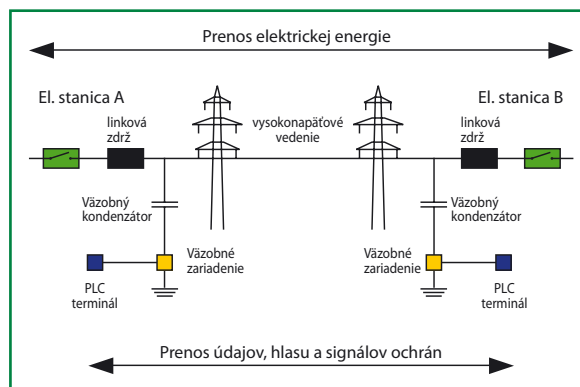 Prenos elektrickej energie
El. stanica A
El. stanica B
linková
zdrž
vysokonapäťové
vedenie
linková
zdrž
Väzobný
kondenzátor
Väzobný
kondenzátor
Väzobné
zariadenie
Väzobné
zariadenie
PLC
terminál
PLC
terminál
Prenos údajov, hlasu a signálov ochrán